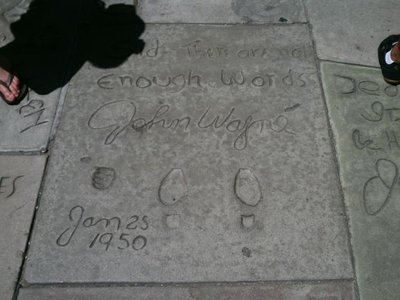 There are not
Enough Words
John Wayne
Jan 25
1950